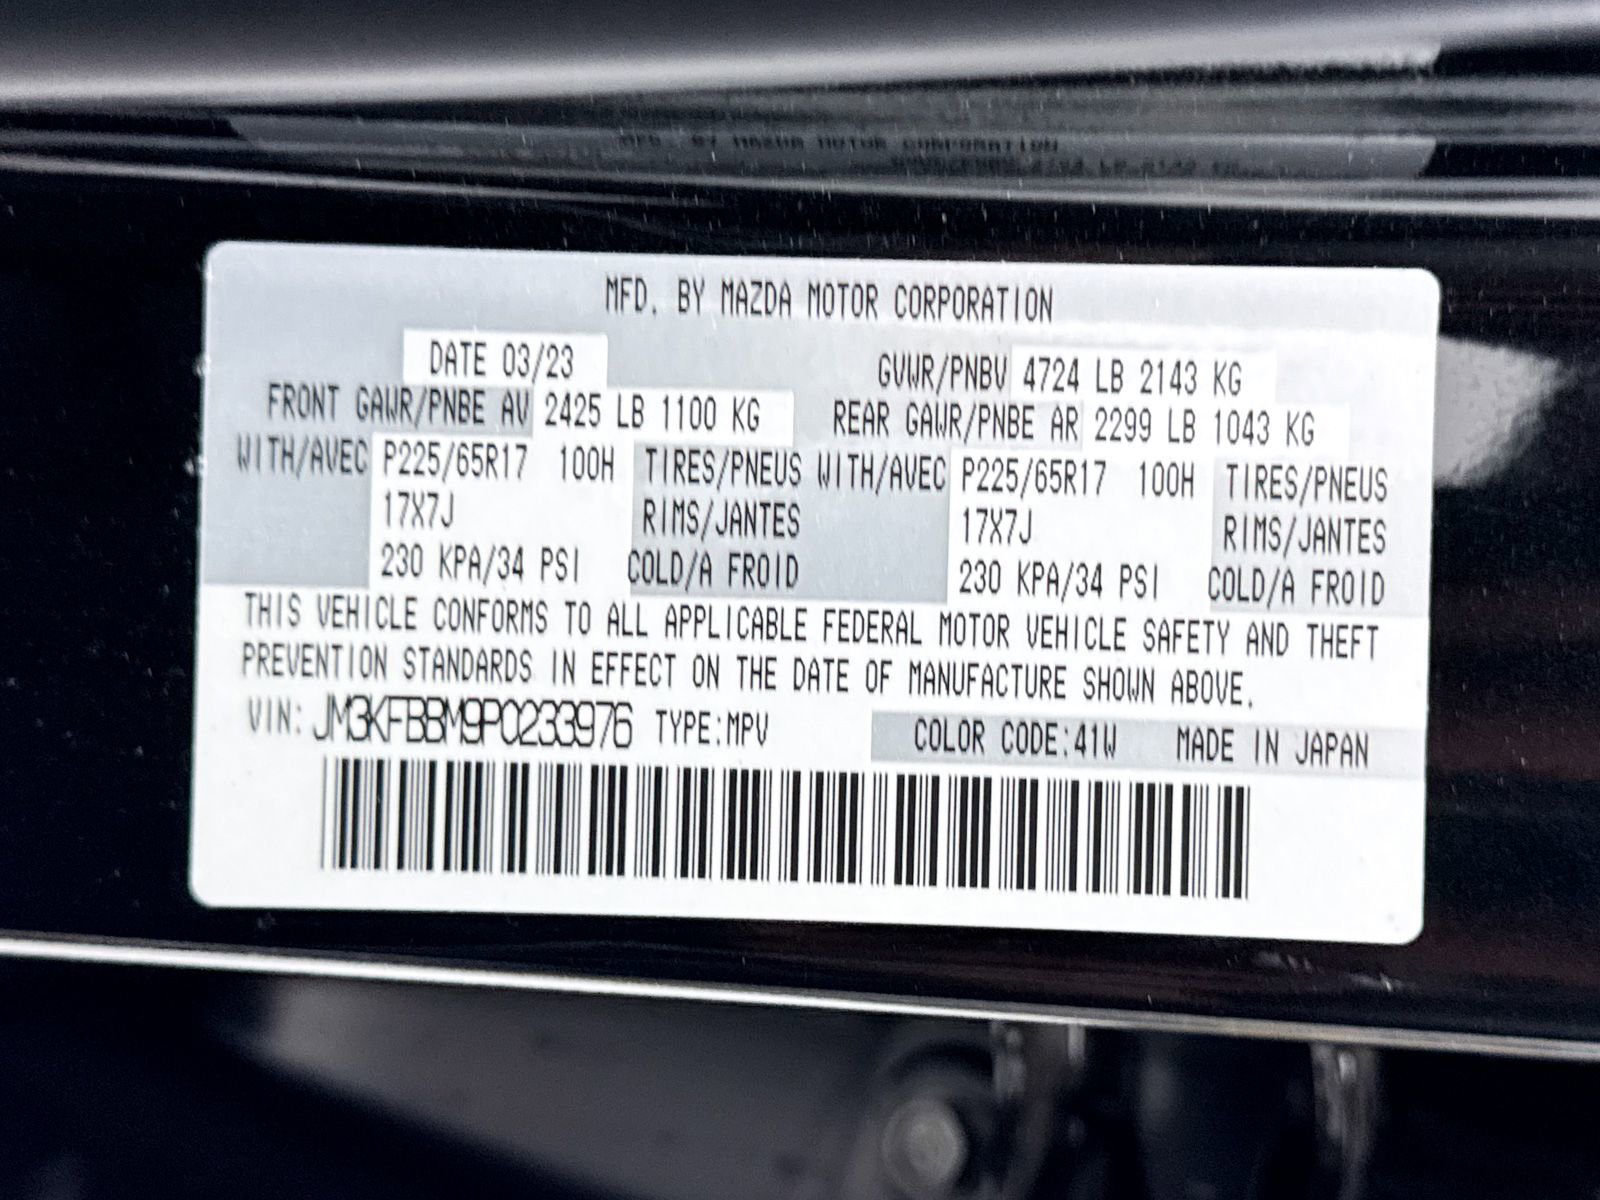 MFD. BY MAZDA MOTOR CORPORATION
DATE 03/23 GVWR/PNBV 4724 LB 2143 KG
FRONT GAWR/PNBE AV 2425 LB 1100 KG REAR GAWR/PNBE AR 2299 LB 1043 KG
WITH/AVEC P225/65R17 100H TIRES/PNEUS WITH/AVEC P225/65R17 100H TIRES/PNEUS
17X7J RIMS/JANTES 17X7J RIMS/JANTES
230 KPA/34 PSI COLD/A FROID 230 KPA/34 PSI COLD/A FROID
THIS VEHICLE CONFORMS TO ALL APPLICABLE FEDERAL MOTOR VEHICLE SAFETY AND THEFT
PREVENTION STANDARDS IN EFFECT ON THE DATE OF MANUFACTURE SHOWN ABOVE.
VIN: JM3KFBBM9P0233976 TYPE:MPV COLOR CODE:41W MADE IN JAPAN